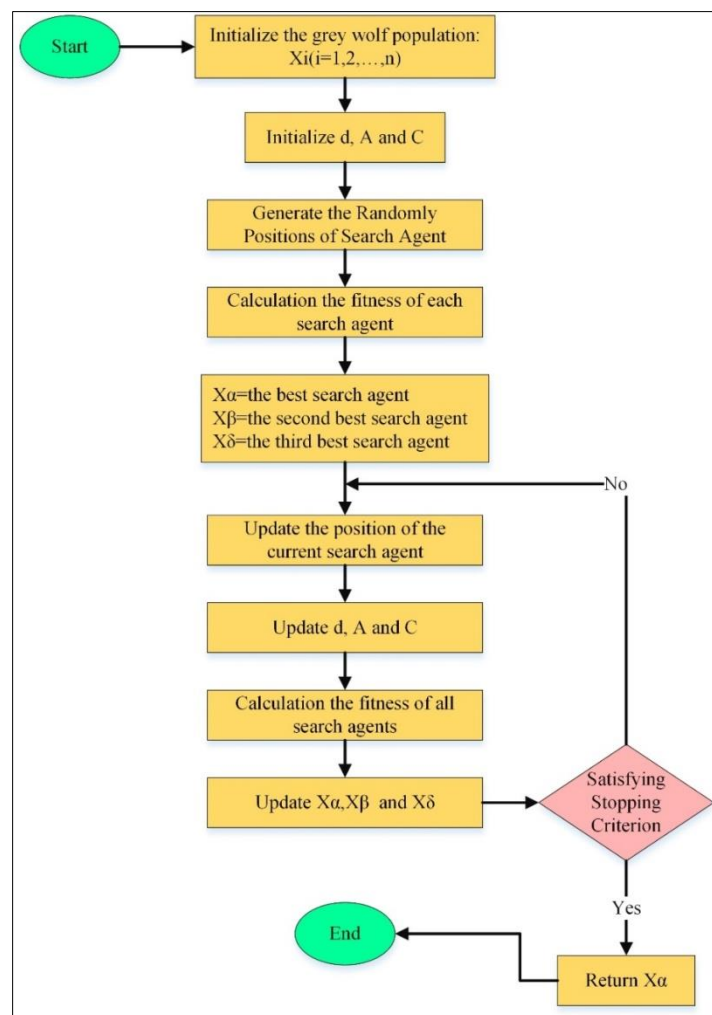 Start
Initialize the grey wolf population:
Xi(i=1,2,...,n)
Initialize d, A and C
Generate the Randomly
Positions of Search Agent
Calculation the fitness of each
search agent
Xα=the best search agent
Xβ=the second best search agent
Xδ=the third best search agent
No
Update the position of the
current search agent
Update d, A and C
Calculation the fitness of all
search agents
Update Xα,Xβ and Xδ
Satisfying
Stopping
Criterion
Yes
End
Return Xα